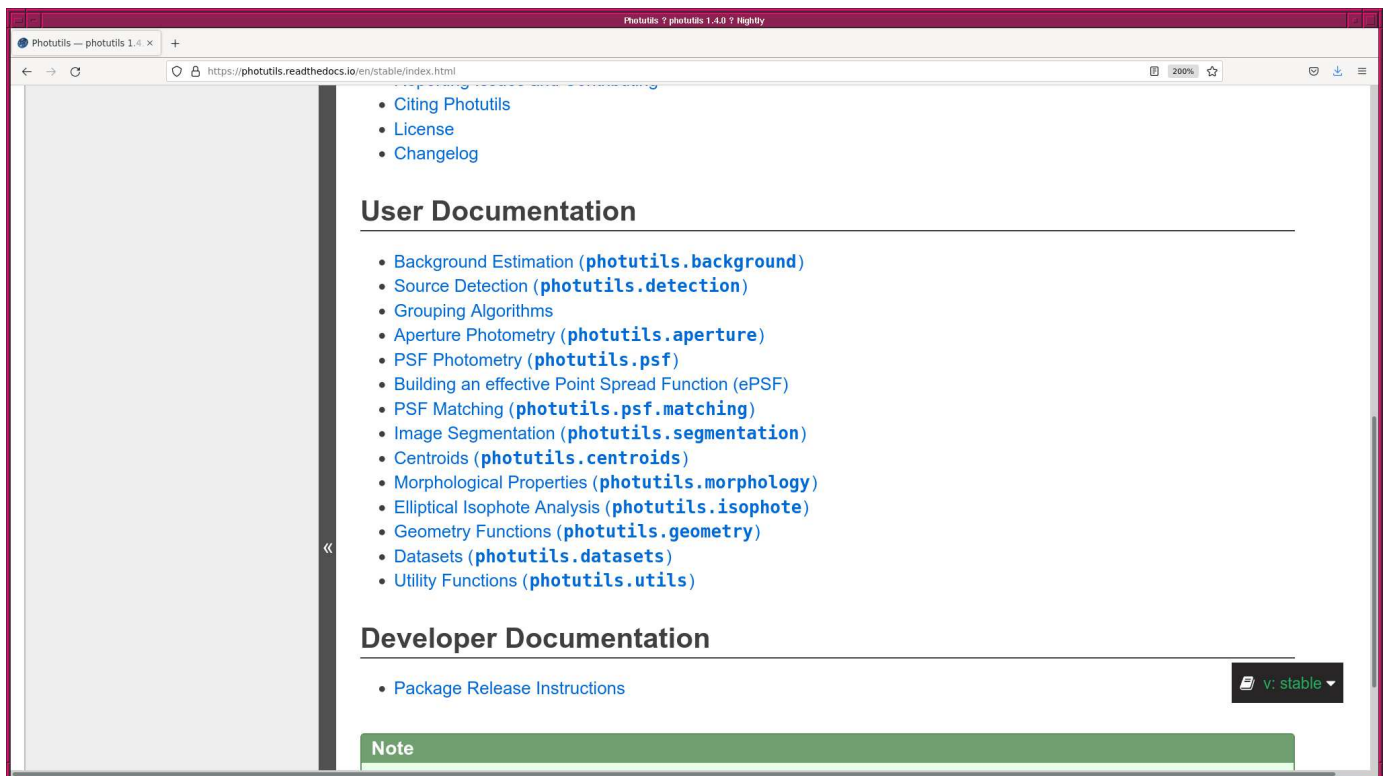 Photutils ? photutils 1.4.0 ? Nightly
Photutils — photutils 1.4
https://photutils.readthedocs.io/en/stable/index.html
200%
Reporting Issues and Contributing
Citing Photutils
License
Changelog
User Documentation
Background Estimation (photutils.background)
Source Detection (photutils.detection)
Grouping Algorithms
Aperture Photometry (photutils.aperture)
PSF Photometry (photutils.psf)
Building an effective Point Spread Function (ePSF)
PSF Matching (photutils.psf.matching)
Image Segmentation (photutils.segmentation)
Centroids (photutils.centroids)
Morphological Properties (photutils.morphology)
Elliptical Isophote Analysis (photutils.isophote)
«
Geometry Functions (photutils.geometry)
Datasets (photutils.datasets)
Utility Functions (photutils.utils)
Developer Documentation
Package Release Instructions
v: stable
Note